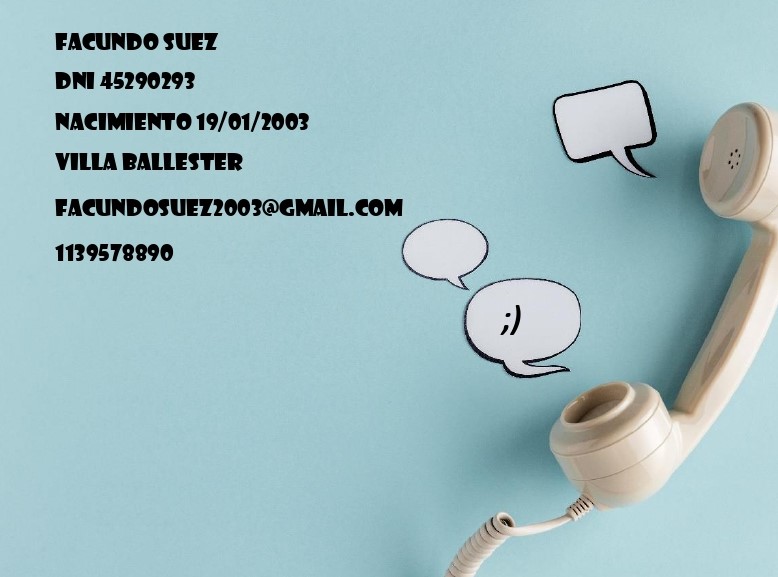 FACUNDO SUEZ
DNI 45290293
NACIMIENTO 19/01/2003
VILLA BALLESTER
FACUNDOSUEZ2003@GMAIL.COM
1139578890
;)